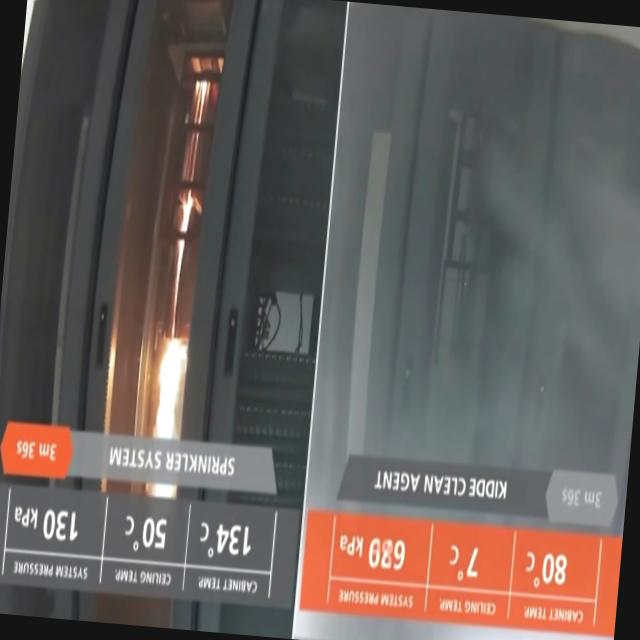 CABINET TEMP. CEILING TEMP. SYSTEM PRESSURE
80°C 7°C kPa
3m 36s KIDDE CLEAN AGENT
CABINET TEMP. CEILING TEMP. SYSTEM PRESSURE
134°C 50°C 130 kPa
SPRINKLER SYSTEM 3m 36s